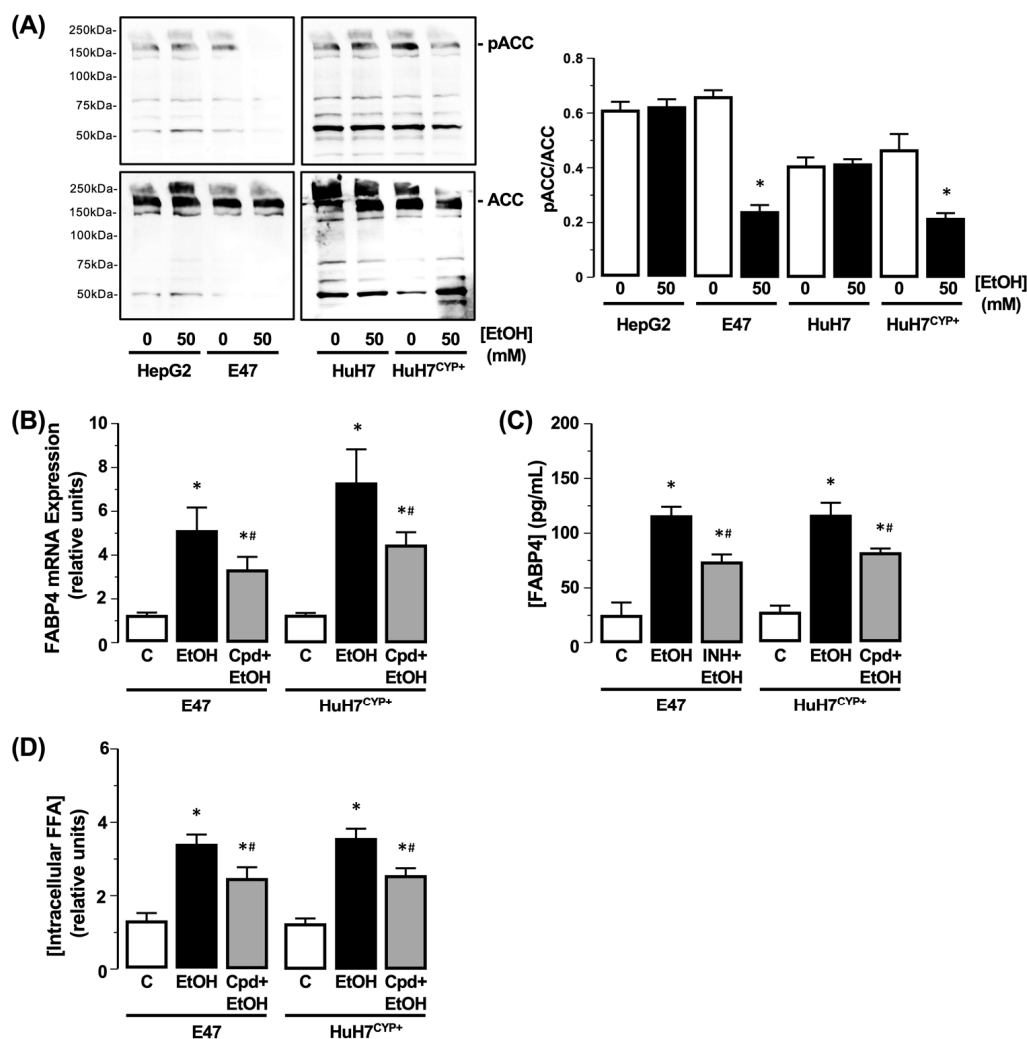 (A)
250kDa-
150kDa-
100kDa-
75kDa-
50kDa-
- pACC
250kDa-
150kDa-
100kDa-
75kDa-
50kDa-
- ACC
0 50 0 50 0 50 0 50 [EtOH]
(mM)
HepG2 E47 HuH7 HuH7CYP+
pACC/ACC
0.8
0.6
0.4
0.2
0
* *
0 50 0 50 0 50 0 50 [EtOH]
(mM)
HepG2 E47 HuH7 HuH7CYP+
(B)
FABP4 mRNA Expression
(relative units)
10
8
6
4
2
0
* *# * *#
C EtOH Cpd+
EtOH
C EtOH Cpd+
EtOH
E47 HuH7CYP+
(C)
[FABP4] (pg/mL)
200
150
100
50
0
* *# * *#
C EtOH INH+
EtOH
C EtOH Cpd+
EtOH
E47 HuH7CYP+
(D)
[Intracellular FFA]
(relative units)
6
4
2
0
* *# * *#
C EtOH Cpd+
EtOH
C EtOH Cpd+
EtOH
E47 HuH7CYP+